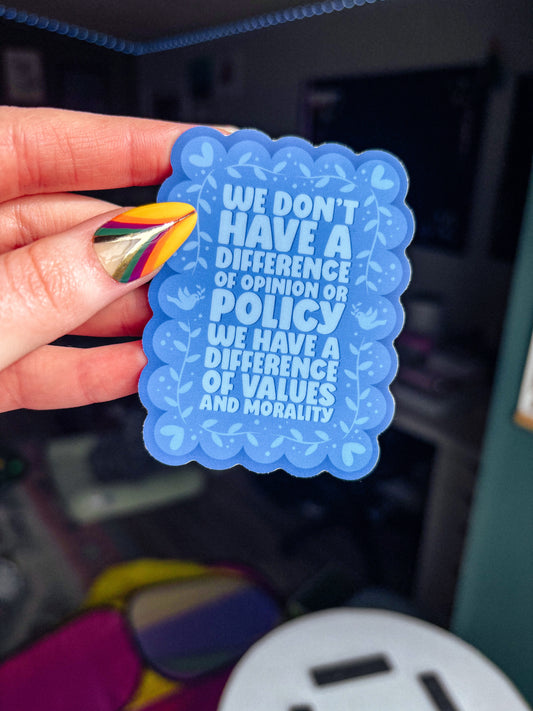 WE DON'T
HAVE A
DIFFERENCE
OF OPINION OR
POLICY
WE HAVE A
DIFFERENCE
OF VALUES
AND MORALITY